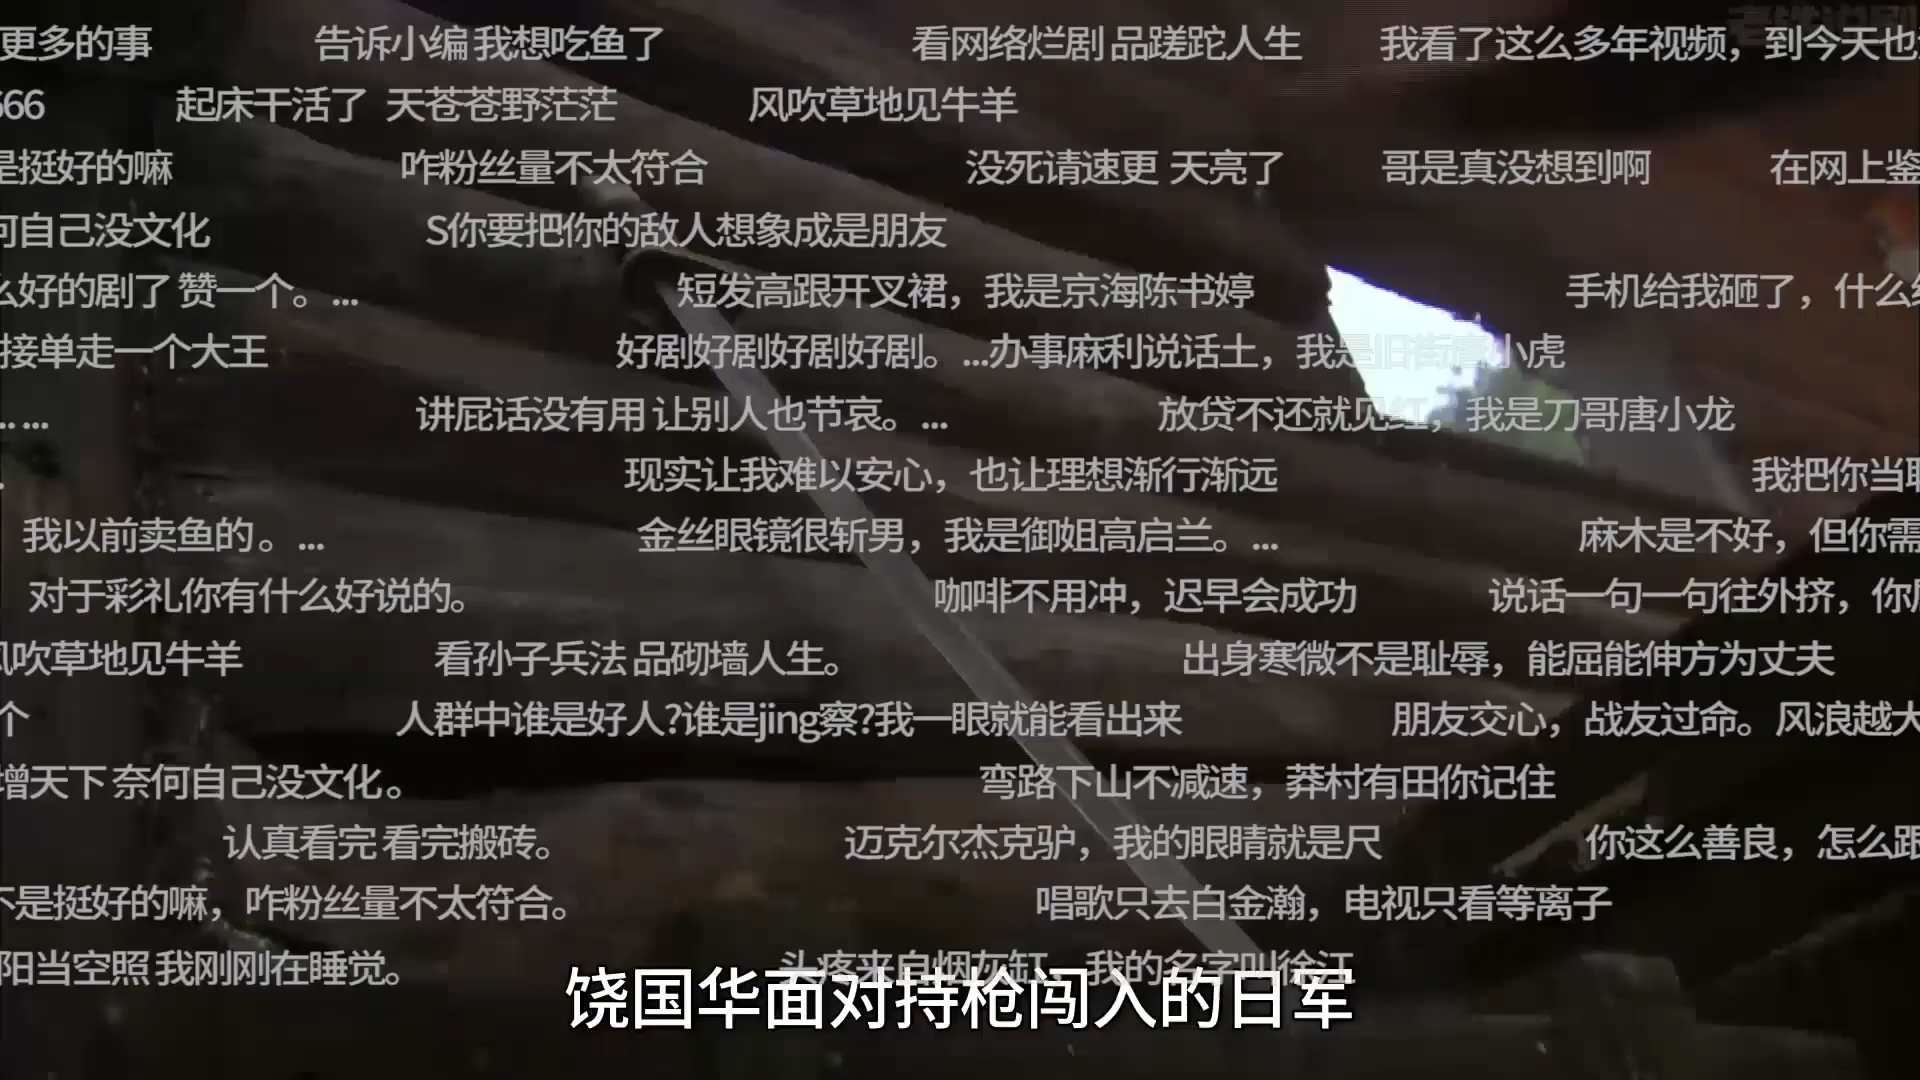 更多的事 告诉小编 我想吃鱼了 看网络烂剧 品蹉跎人生 我看了这么多年视频，到今天也
666 起床干活了 天苍苍野茫茫 风吹草地见牛羊
是挺好的嘛 咋粉丝量不太符合 没死请速更 天亮了 哥是真没想到啊 在网上鉴
何自己没文化 S你要把你的敌人想象成是朋友
么好的剧了 赞一个。... 短发高跟开叉裙，我是京海陈书婷 手机给我砸了，什么
接单走一个大王 好剧好剧好剧好剧。...办事麻利说话土，我是旧街唐小虎
... ... 讲屁话没有用 让别人也节哀。... 放贷不还就见红，我是刀哥唐小龙
现实让我难以安心，也让理想渐行渐远 我把你当
我以前卖鱼的。... 金丝眼镜很斩男，我是御姐高启兰。... 麻木是不好，但你需
对于彩礼你有什么好说的。 咖啡不用冲，迟早会成功 说话一句一句往外挤，你
风吹草地见牛羊 看孙子兵法 品砌墙人生。 出身寒微不是耻辱，能屈能伸方为丈夫
个 人群中谁是好人?谁是jing察?我一眼就能看出来 朋友交心，战友过命。风浪越大
增天下 奈何自己没文化。 弯路下山不减速，莽村有田你记住
认真看完 看完搬砖。 迈克尔杰克驴，我的眼睛就是尺 你这么善良，怎么跟
不是挺好的嘛，咋粉丝量不太符合。 唱歌只去白金瀚，电视只看等离子
阳当空照 我刚刚在睡觉。 头疼来自烟灰缸，我的名字叫徐江
饶国华面对持枪闯入的日军